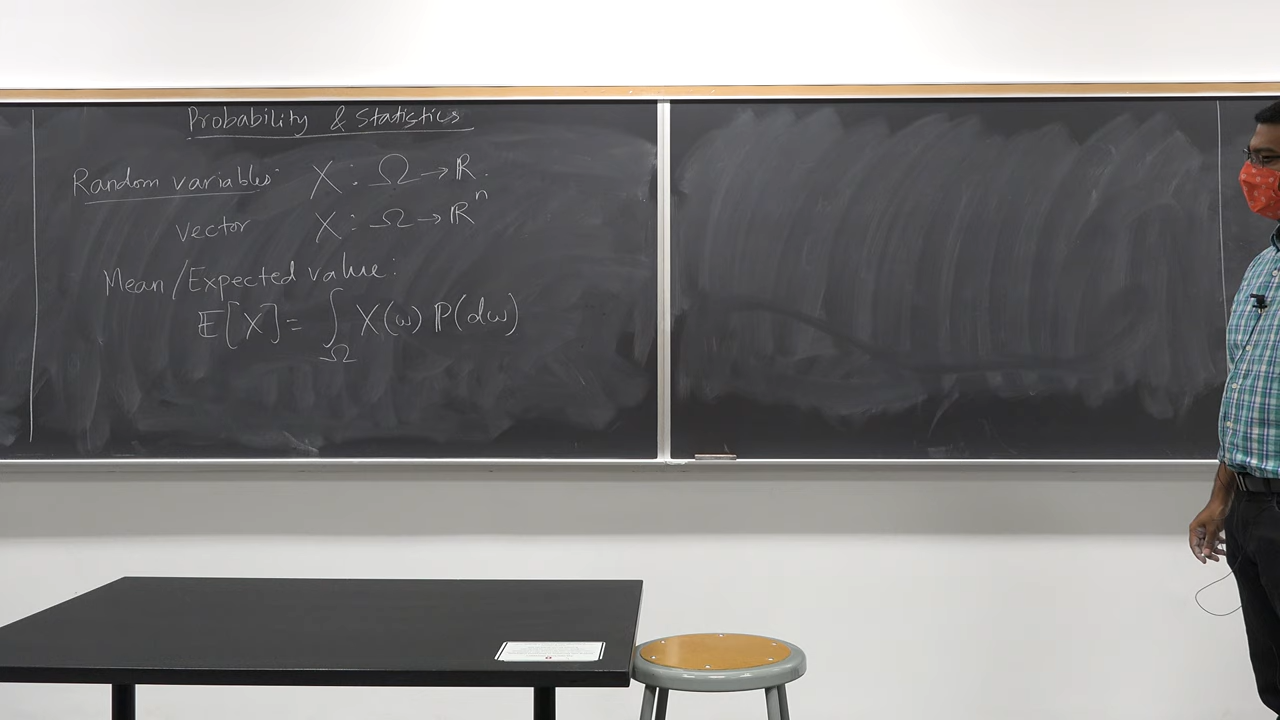 Probability & Statistics
Random variables: X : Ω → ℝ.
vector X : Ω → ℝⁿ
Mean/Expected value:
𝔼[X] = ∫_Ω X(ω) ℙ(dω)